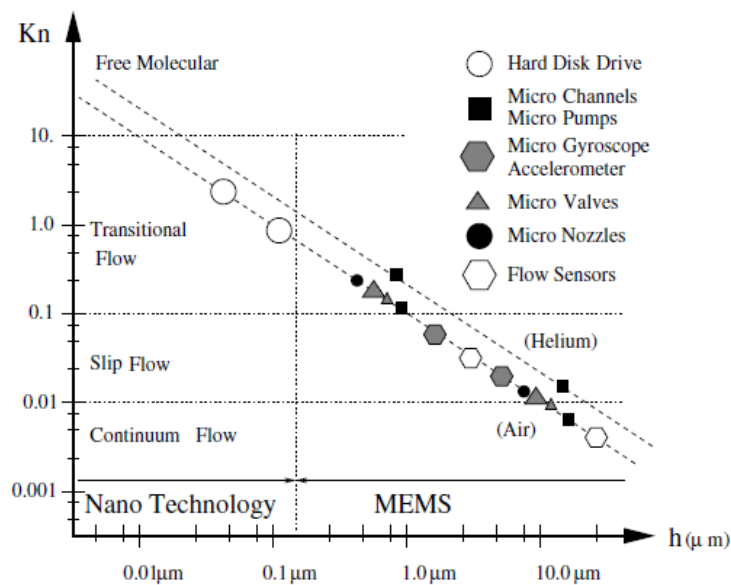 Kn
Free Molecular
Hard Disk Drive
Micro Channels
Micro Pumps
10.
Micro Gyroscope
Accelerometer
Micro Valves
1.0
Transitional
Flow
Micro Nozzles
Flow Sensors
0.1
(Helium)
Slip Flow
0.01
Continuum Flow
(Air)
0.001
Nano Technology
MEMS
h (μ m)
0.01μm
0.1μm
1.0μm
10.0μm